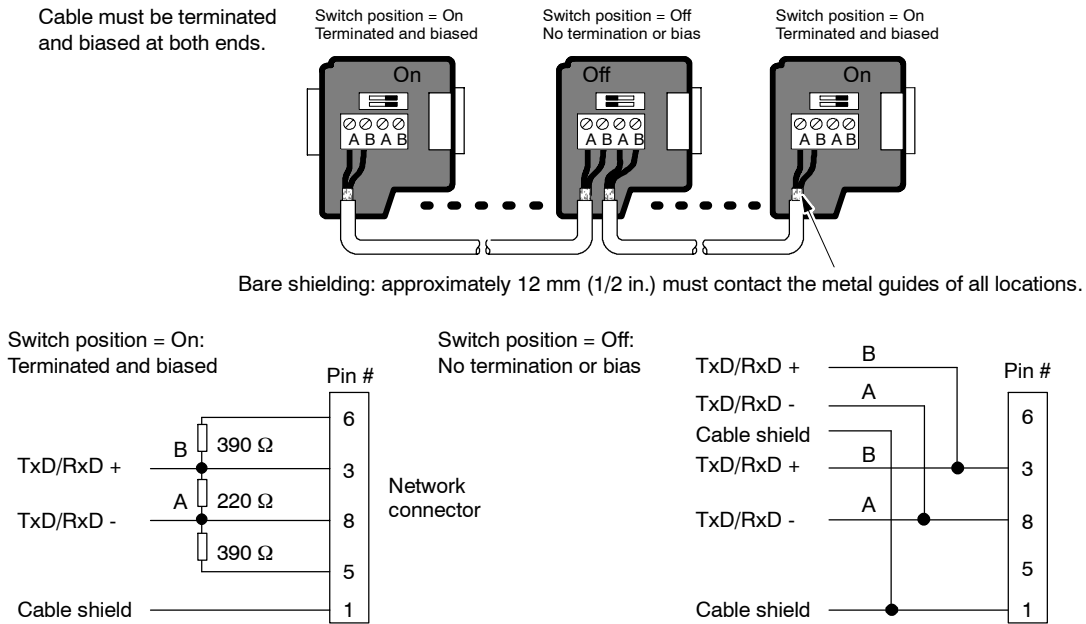 Cable must be terminated
and biased at both ends.
Switch position = On
Terminated and biased
Switch position = Off
No termination or bias
Switch position = On
Terminated and biased
On
Off
On
A B A B
A B A B
A B A B
Bare shielding: approximately 12 mm (1/2 in.) must contact the metal guides of all locations.
Switch position = On:
Terminated and biased
Pin #
6
390 Ω
B
TxD/RxD +
3
220 Ω
A
TxD/RxD -
8
390 Ω
5
Cable shield
1
Network
connector
Switch position = Off:
No termination or bias
Pin #
TxD/RxD +
B
TxD/RxD -
A
6
Cable shield
TxD/RxD +
B
3
TxD/RxD -
A
8
5
Cable shield
1